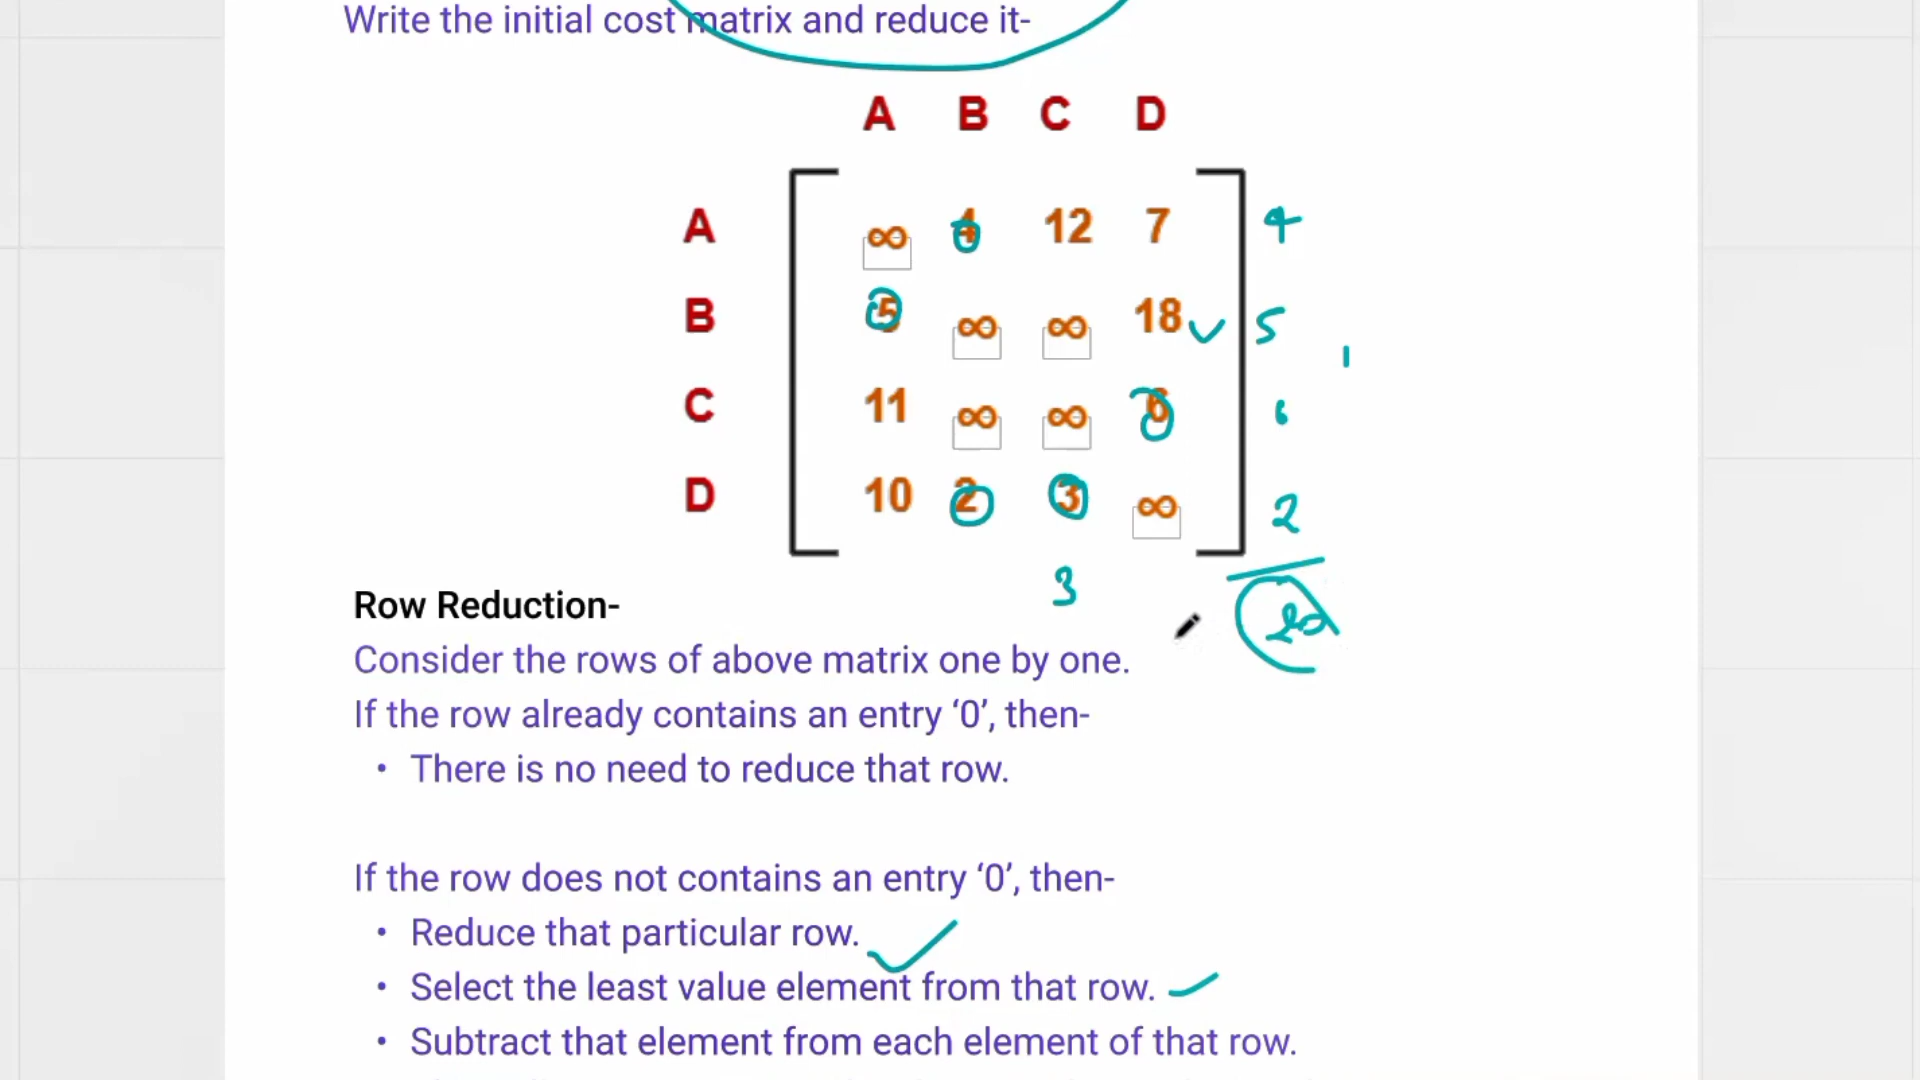 Write the initial cost matrix and reduce it-
A B C D
A ∞ 4 12 7 4
B 5 ∞ ∞ 18 5
1
C 11 ∞ ∞ 6 6
D 10 2 3 ∞ 2
3
Row Reduction-
Consider the rows of above matrix one by one.
If the row already contains an entry ‘0’, then-
• There is no need to reduce that row.
If the row does not contains an entry ‘0’, then-
• Reduce that particular row.
• Select the least value element from that row.
• Subtract that element from each element of that row.